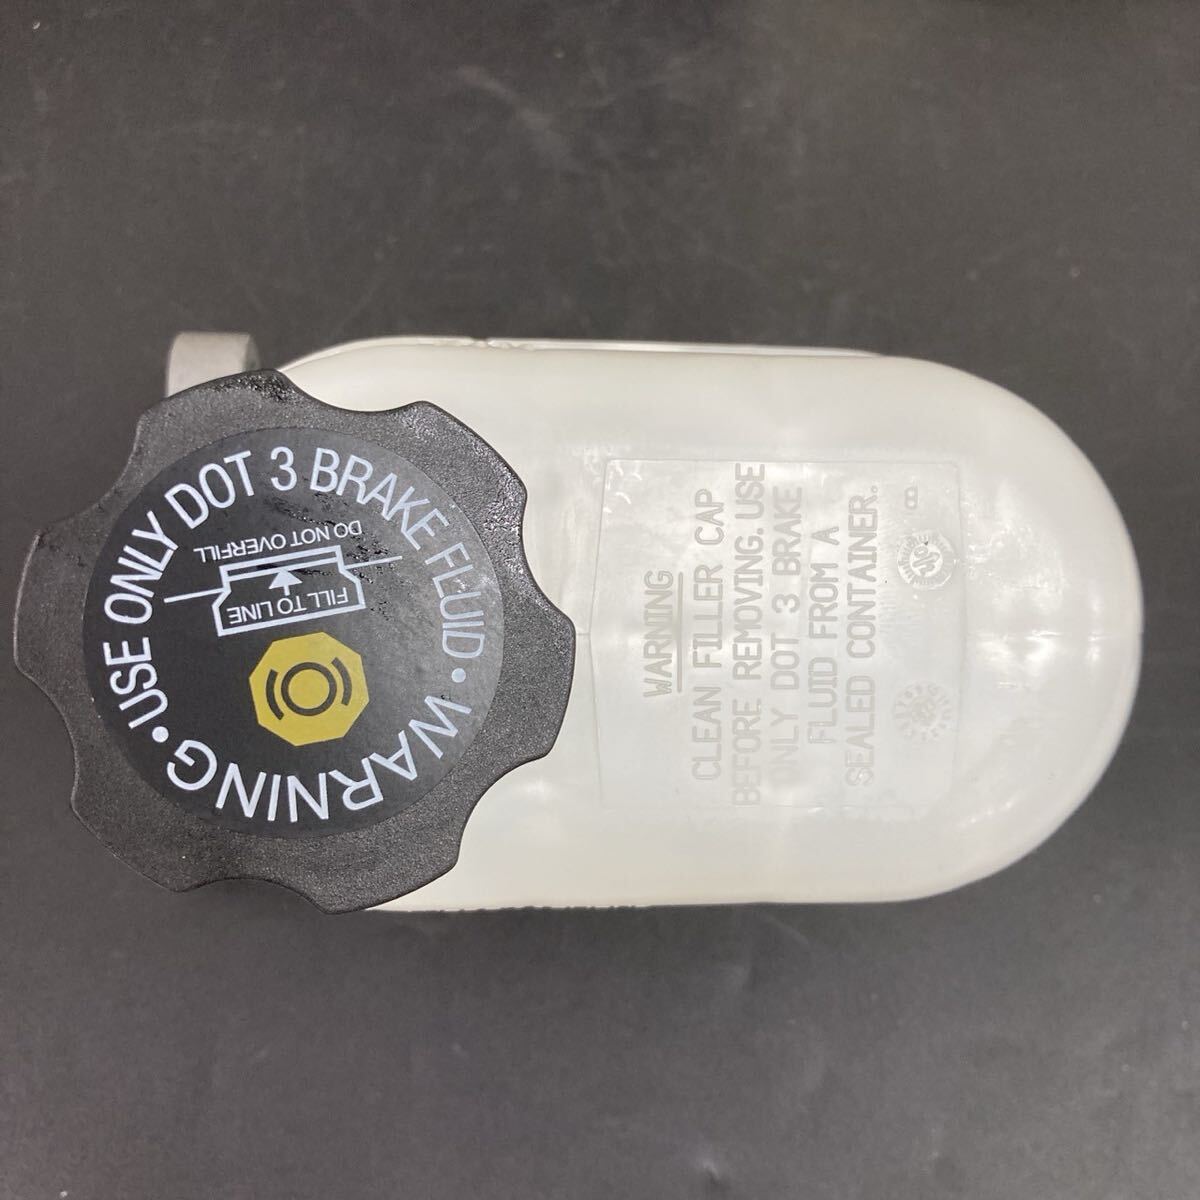 WARNING • USE ONLY DOT 3 BRAKE FLUID •
DO NOT OVERFILL
FILL TO LINE
WARNING
CLEAN FILLER CAP
BEFORE REMOVING. USE
ONLY DOT 3 BRAKE
FLUID FROM A
SEALED CONTAINER.